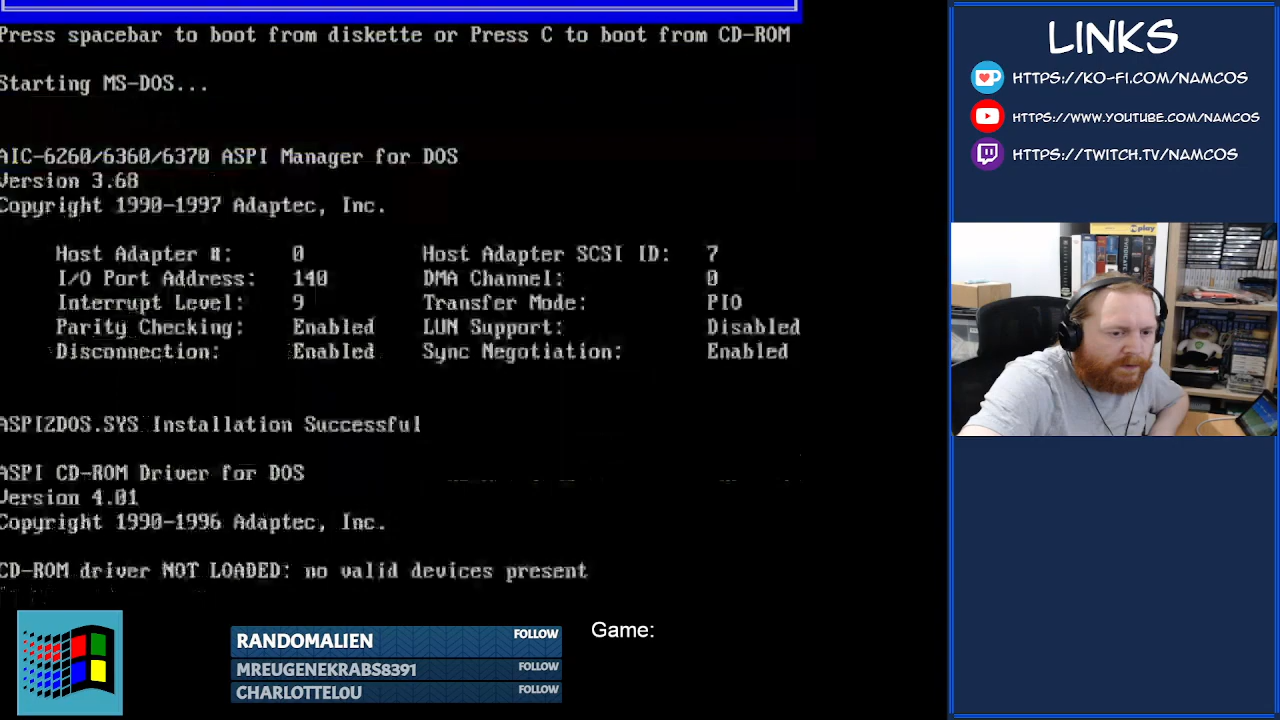 Press spacebar to boot from diskette or Press C to boot from CD-ROM
Starting MS-DOS...
AIC-6260/6360/6370 ASPI Manager for DOS
Version 3.68
Copyright 1990-1997 Adaptec, Inc.
Host Adapter #: 0 Host Adapter SCSI ID: 7
I/O Port Address: 140 DMA Channel: 0
Interrupt Level: 9 Transfer Mode: PIO
Parity Checking: Enabled LUN Support: Disabled
Disconnection: Enabled Sync Negotiation: Enabled
ASPI2DOS.SYS Installation Successful
ASPI CD-ROM Driver for DOS
Version 4.01
Copyright 1990-1996 Adaptec, Inc.
CD-ROM driver NOT LOADED: no valid devices present
RANDOMALIEN FOLLOW
MREUGENEKRABS8391 FOLLOW
CHARLOTTEL0U FOLLOW
Game:
LINKS
HTTPS://KO-FI.COM/NAMCOS
HTTPS://WWW.YOUTUBE.COM/NAMCOS
HTTPS://TWITCH.TV/NAMCOS